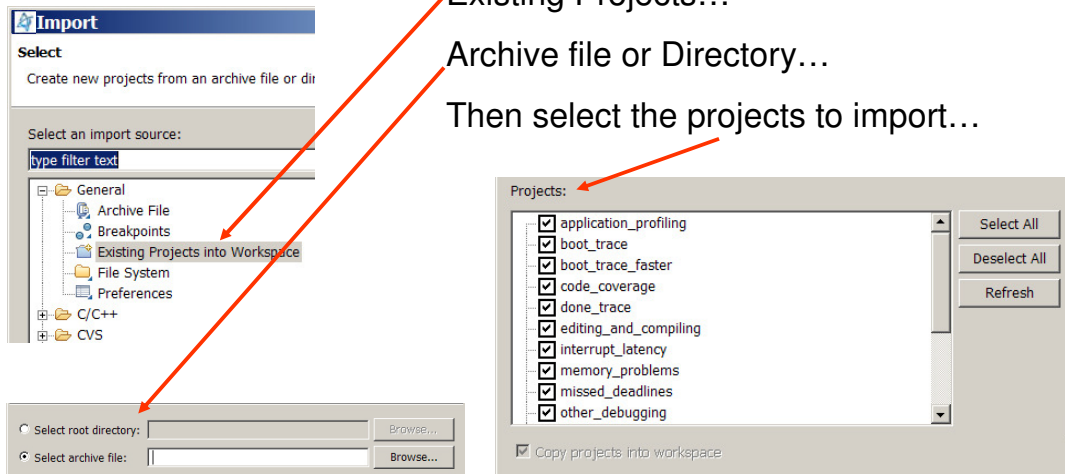 Existing Projects…
Archive file or Directory…
Then select the projects to import…
Import
Select
Create new projects from an archive file or dir
Select an import source:
type filter text
General
Archive File
Breakpoints
Existing Projects into Workspace
File System
Preferences
C/C++
CVS
Select root directory:
Browse...
Select archive file:
Browse...
Projects:
application_profiling
boot_trace
boot_trace_faster
code_coverage
done_trace
editing_and_compiling
interrupt_latency
memory_problems
missed_deadlines
other_debugging
Select All
Deselect All
Refresh
Copy projects into workspace